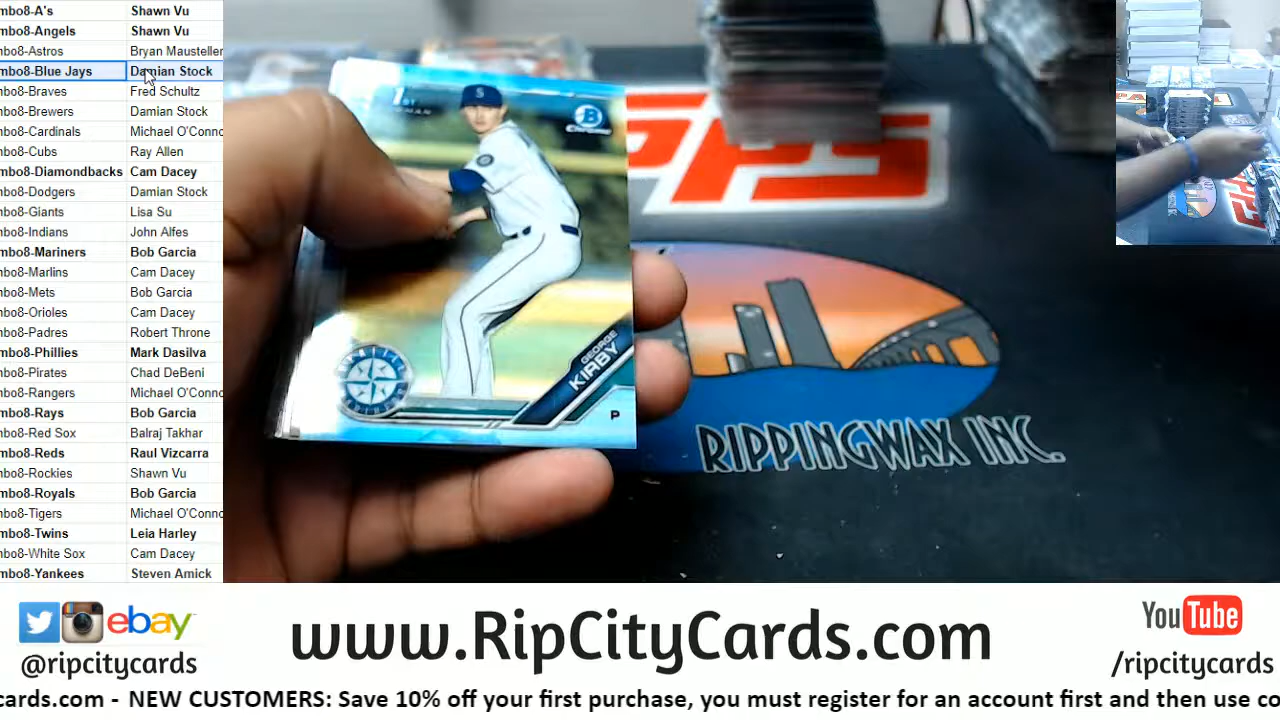 mbo8-A's Shawn Vu
mbo8-Angels Shawn Vu
mbo8-Astros Bryan Mausteller
mbo8-Blue Jays Damian Stock
mbo8-Braves Fred Schultz
mbo8-Brewers Damian Stock
mbo8-Cardinals Michael O'Conno
mbo8-Cubs Ray Allen
mbo8-Diamondbacks Cam Dacey
mbo8-Dodgers Damian Stock
mbo8-Giants Lisa Su
mbo8-Indians John Alfes
mbo8-Mariners Bob Garcia
mbo8-Marlins Cam Dacey
mbo8-Mets Bob Garcia
mbo8-Orioles Cam Dacey
mbo8-Padres Robert Throne
mbo8-Phillies Mark Dasilva
mbo8-Pirates Chad DeBeni
mbo8-Rangers Michael O'Conno
mbo8-Rays Bob Garcia
mbo8-Red Sox Balraj Takhar
mbo8-Reds Raul Vizcarra
mbo8-Rockies Shawn Vu
mbo8-Royals Bob Garcia
mbo8-Tigers Michael O'Conno
mbo8-Twins Leia Harley
mbo8-White Sox Cam Dacey
mbo8-Yankees Steven Amick
1ST
B
Chrome
S
GEORGE
KIRBY
P
PPS
RIPPINGWAX INC.
ebay
@ripcitycards
www.RipCityCards.com
YouTube
/ripcitycards
cards.com - NEW CUSTOMERS: Save 10% off your first purchase, you must register for an account first and then use co